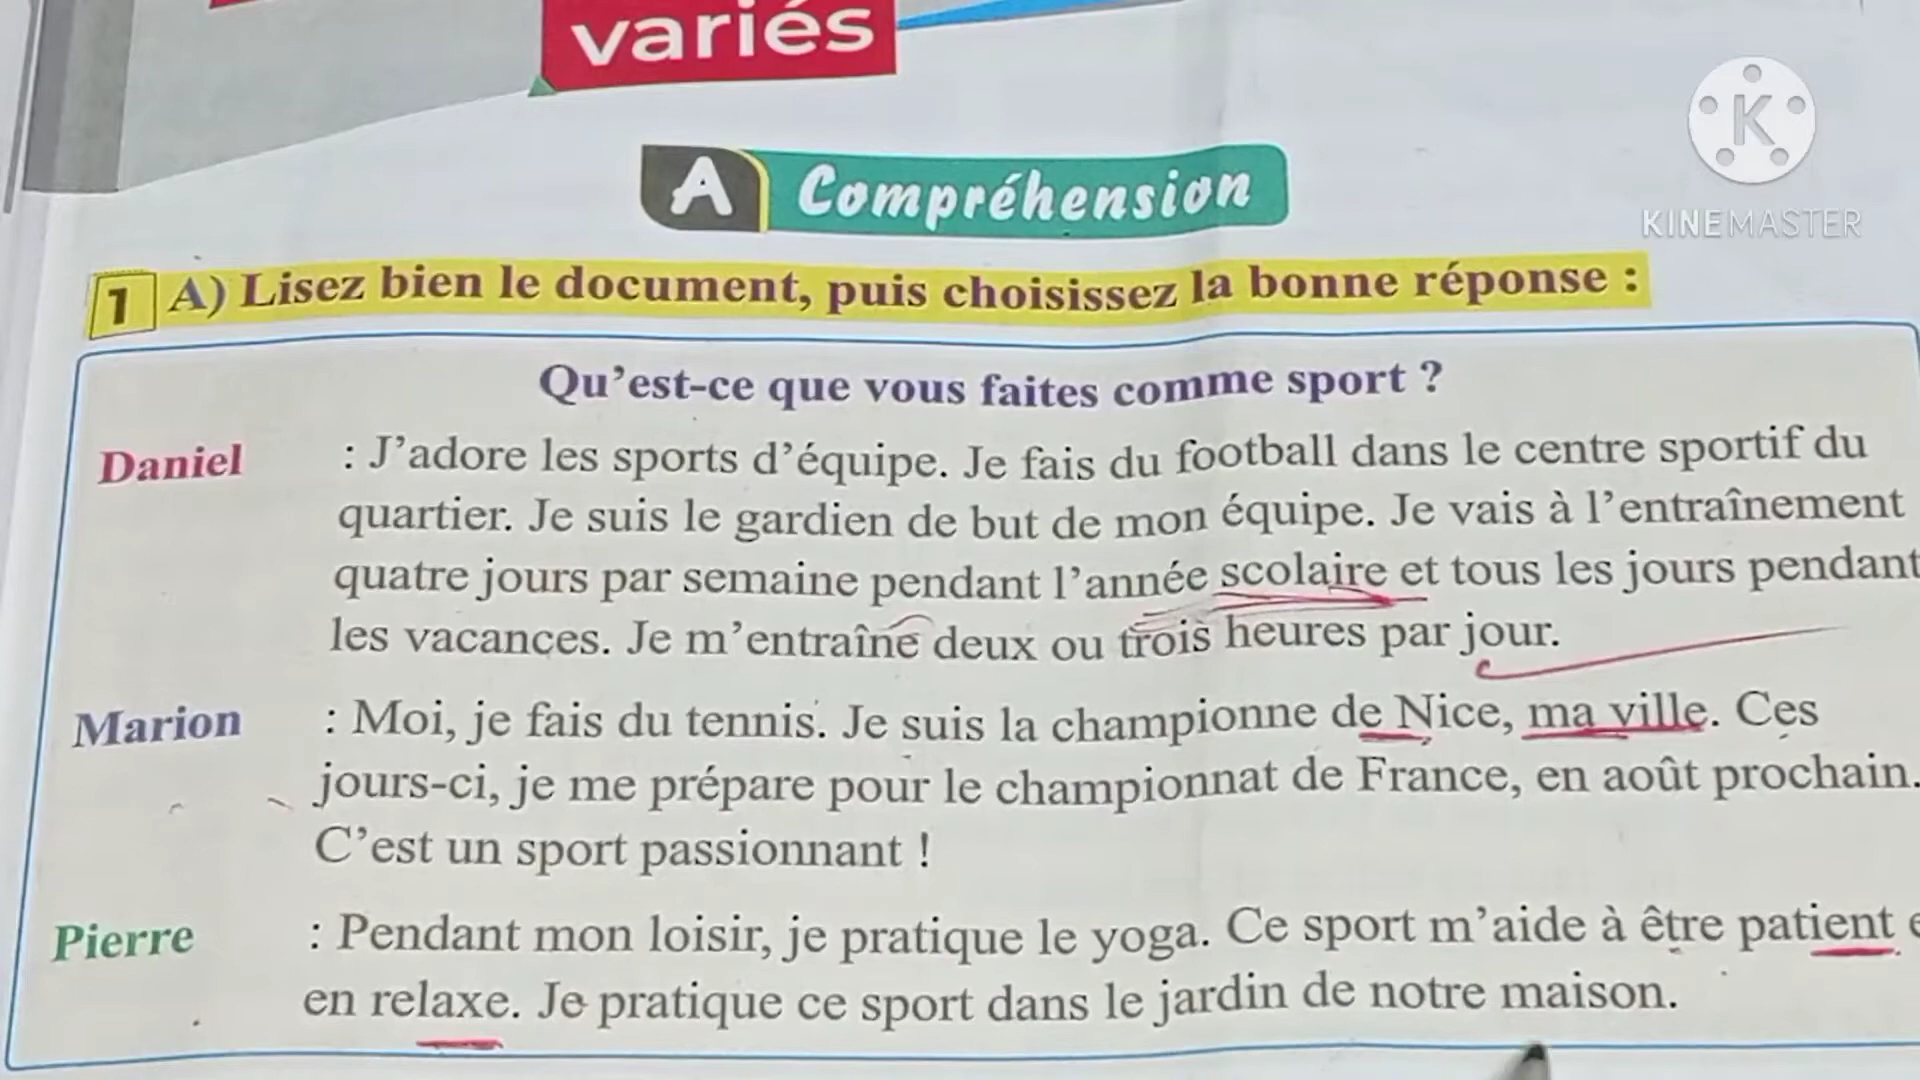 variés
K
KINEMASTER
A Compréhension
1 A) Lisez bien le document, puis choisissez la bonne réponse :
Qu’est-ce que vous faites comme sport ?
Daniel : J’adore les sports d’équipe. Je fais du football dans le centre sportif du
quartier. Je suis le gardien de but de mon équipe. Je vais à l’entraînement
quatre jours par semaine pendant l’année scolaire et tous les jours pendant
les vacances. Je m’entraîne deux ou trois heures par jour.
Marion : Moi, je fais du tennis. Je suis la championne de Nice, ma ville. Ces
jours-ci, je me prépare pour le championnat de France, en août prochain.
C’est un sport passionnant !
Pierre : Pendant mon loisir, je pratique le yoga. Ce sport m’aide à être patient
en relaxe. Je pratique ce sport dans le jardin de notre maison.